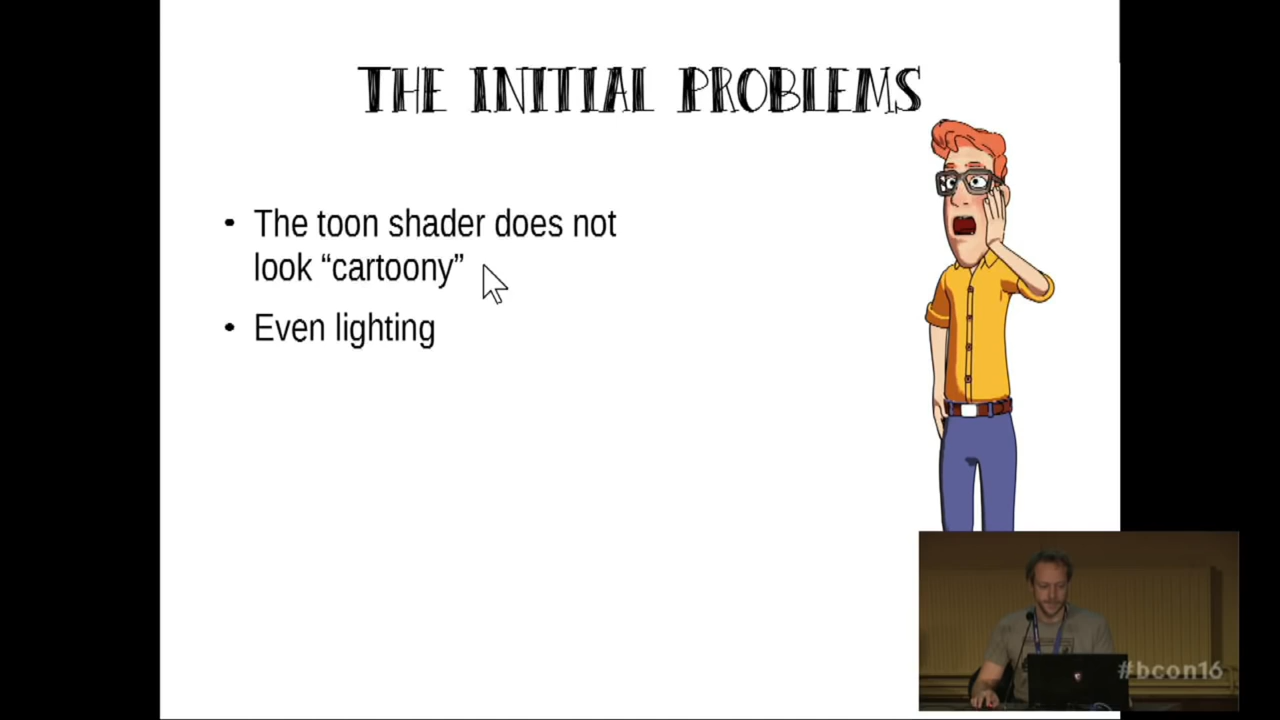 THE INITIAL PROBLEMS
• The toon shader does not
look “cartoony”
• Even lighting
#bcon16